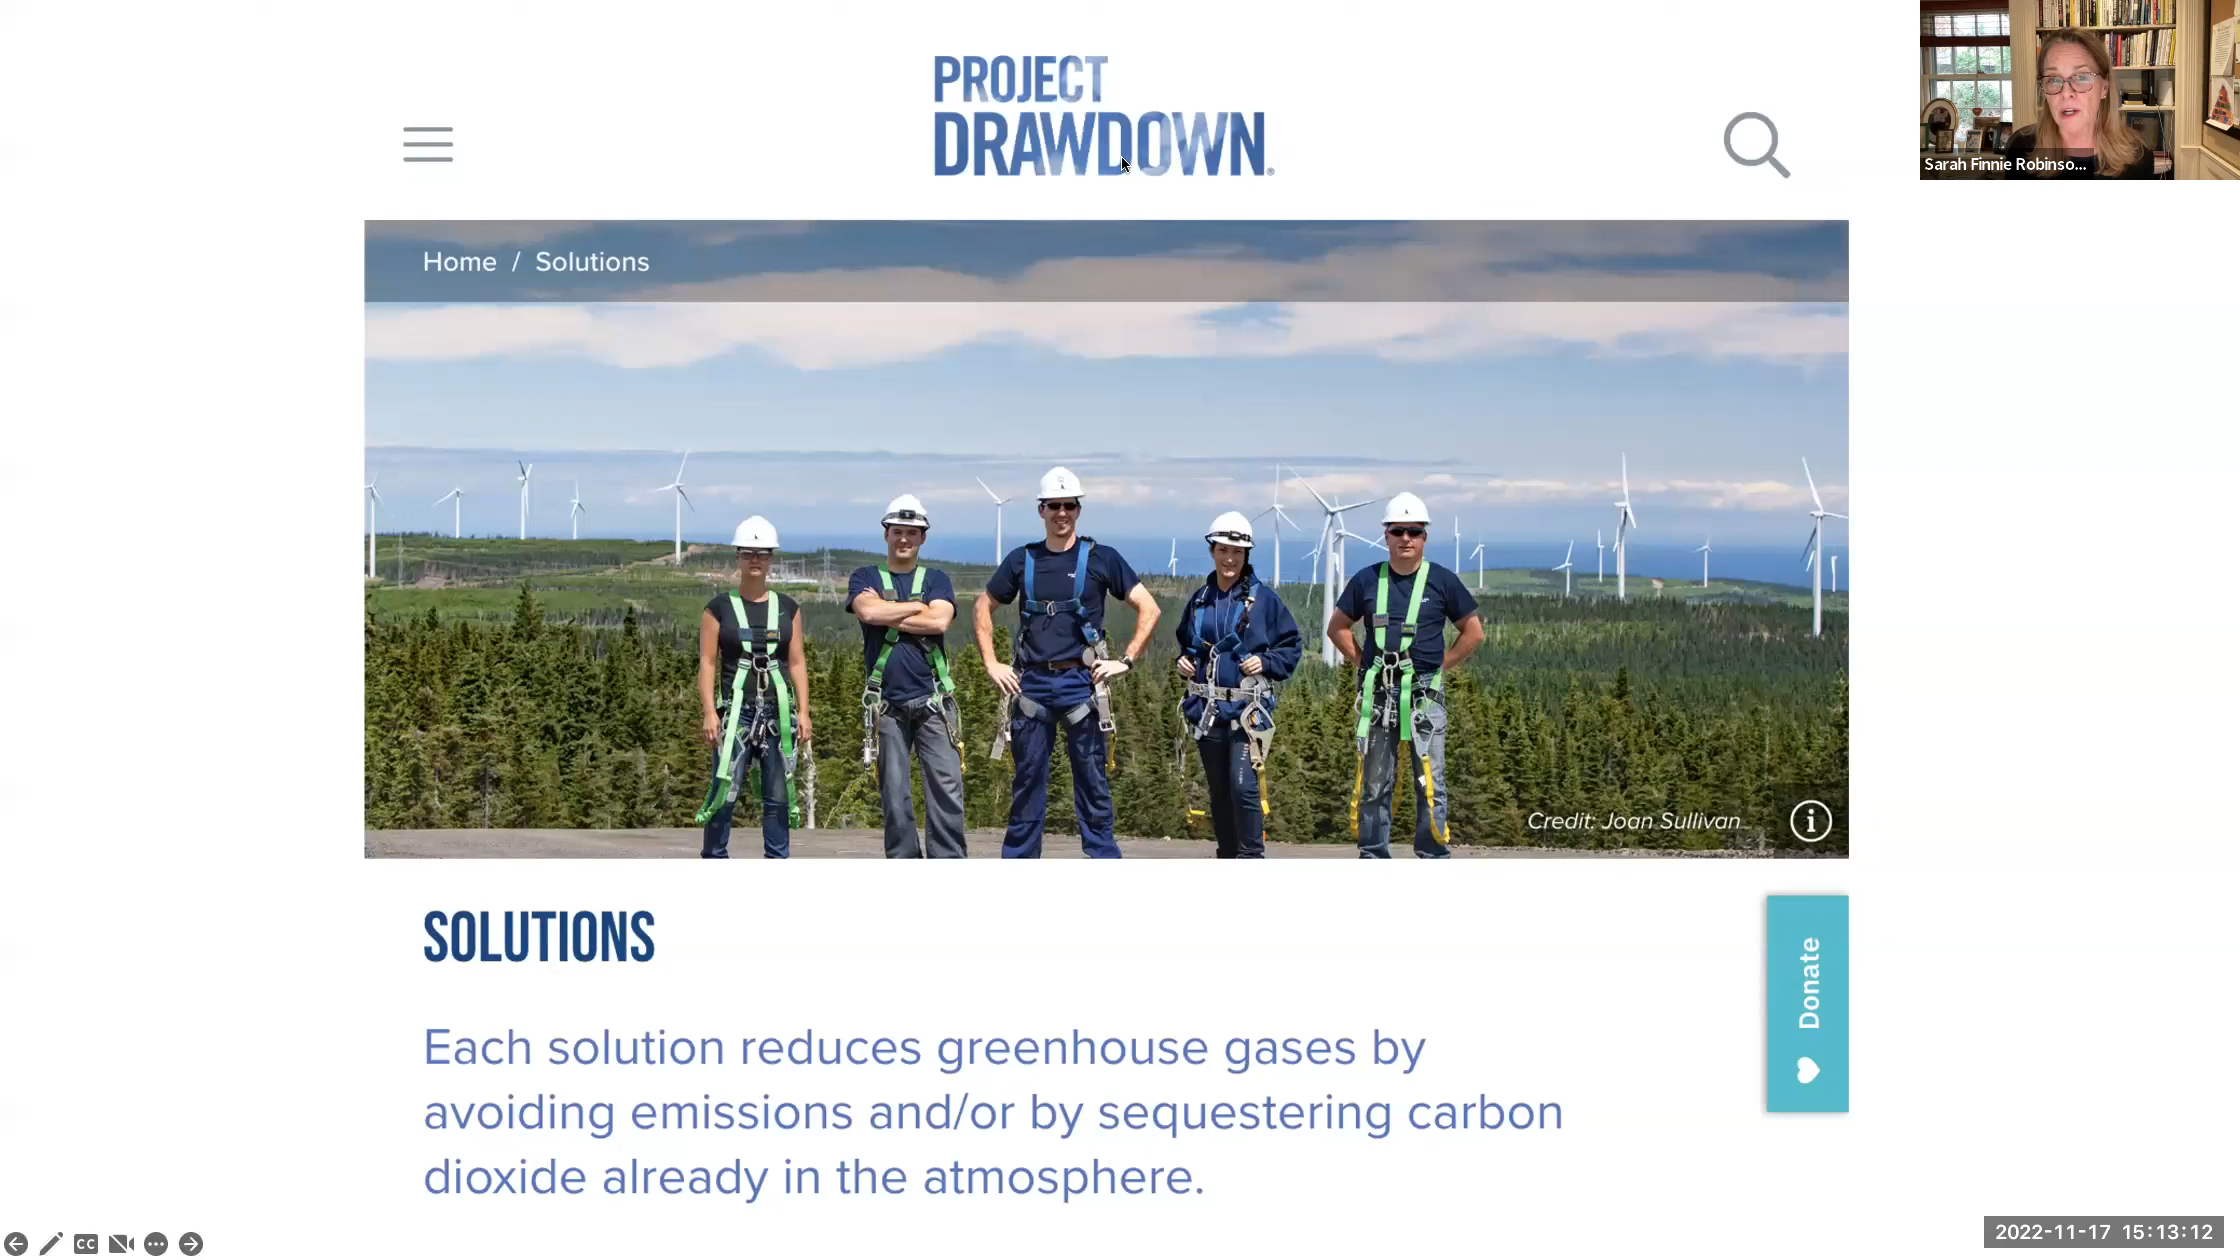 PROJECT
DRAWDOWN®
Sarah Finnie Robinso...
Home / Solutions
Credit: Joan Sullivan
SOLUTIONS
Donate
Each solution reduces greenhouse gases by
avoiding emissions and/or by sequestering carbon
dioxide already in the atmosphere.
CC
2022-11-17 15:13:12